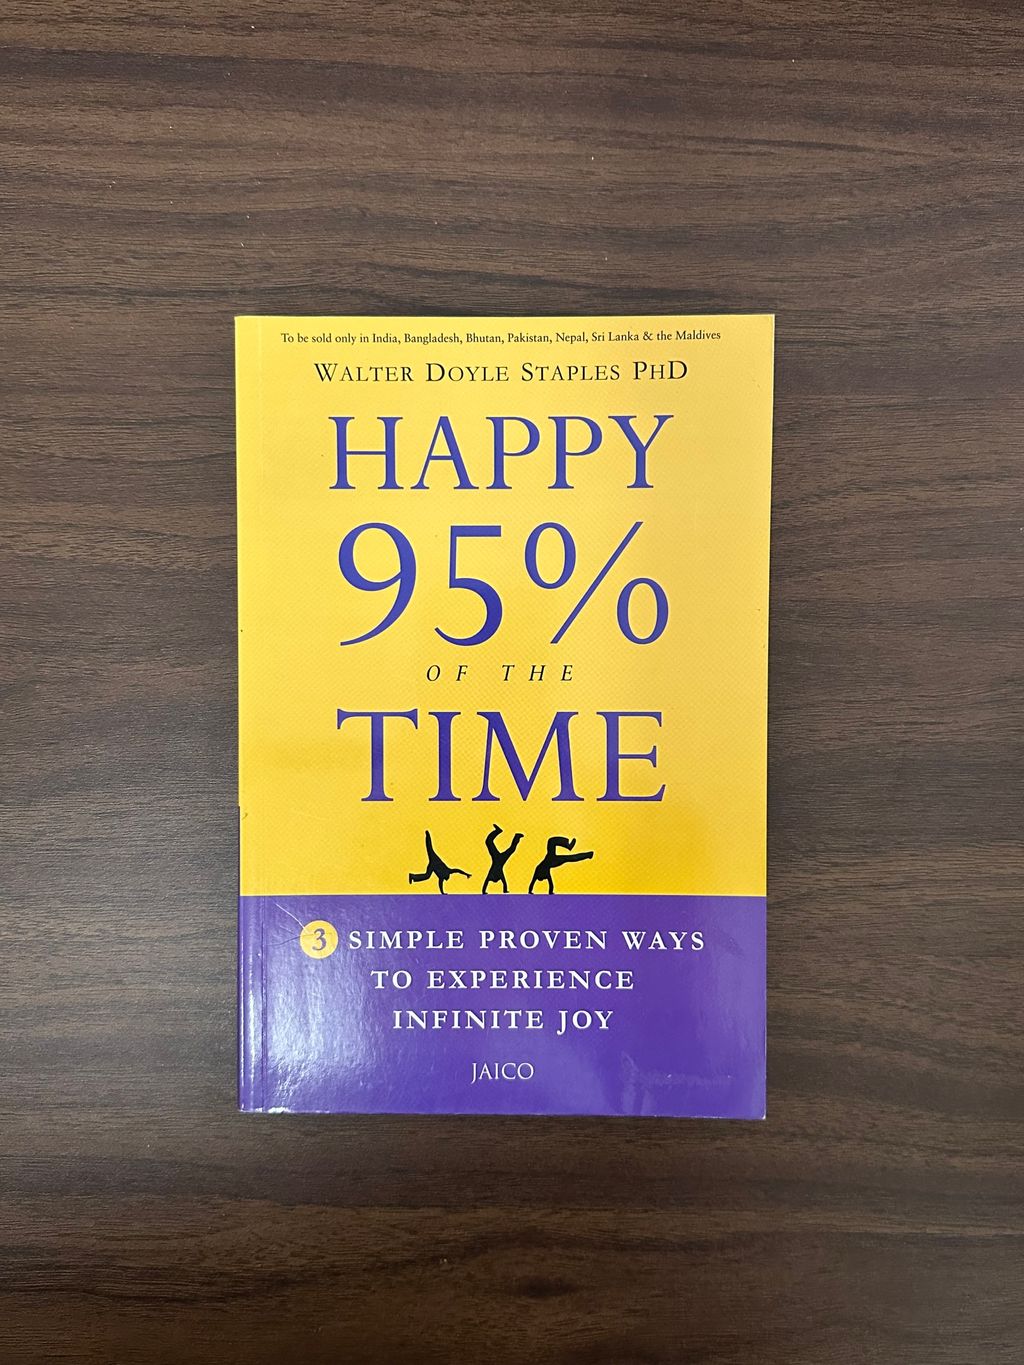 To be sold only in India, Bangladesh, Bhutan, Pakistan, Nepal, Sri Lanka & the Maldives
WALTER DOYLE STAPLES PHD
HAPPY
95%
OF THE
TIME
3 SIMPLE PROVEN WAYS
TO EXPERIENCE
INFINITE JOY
JAICO